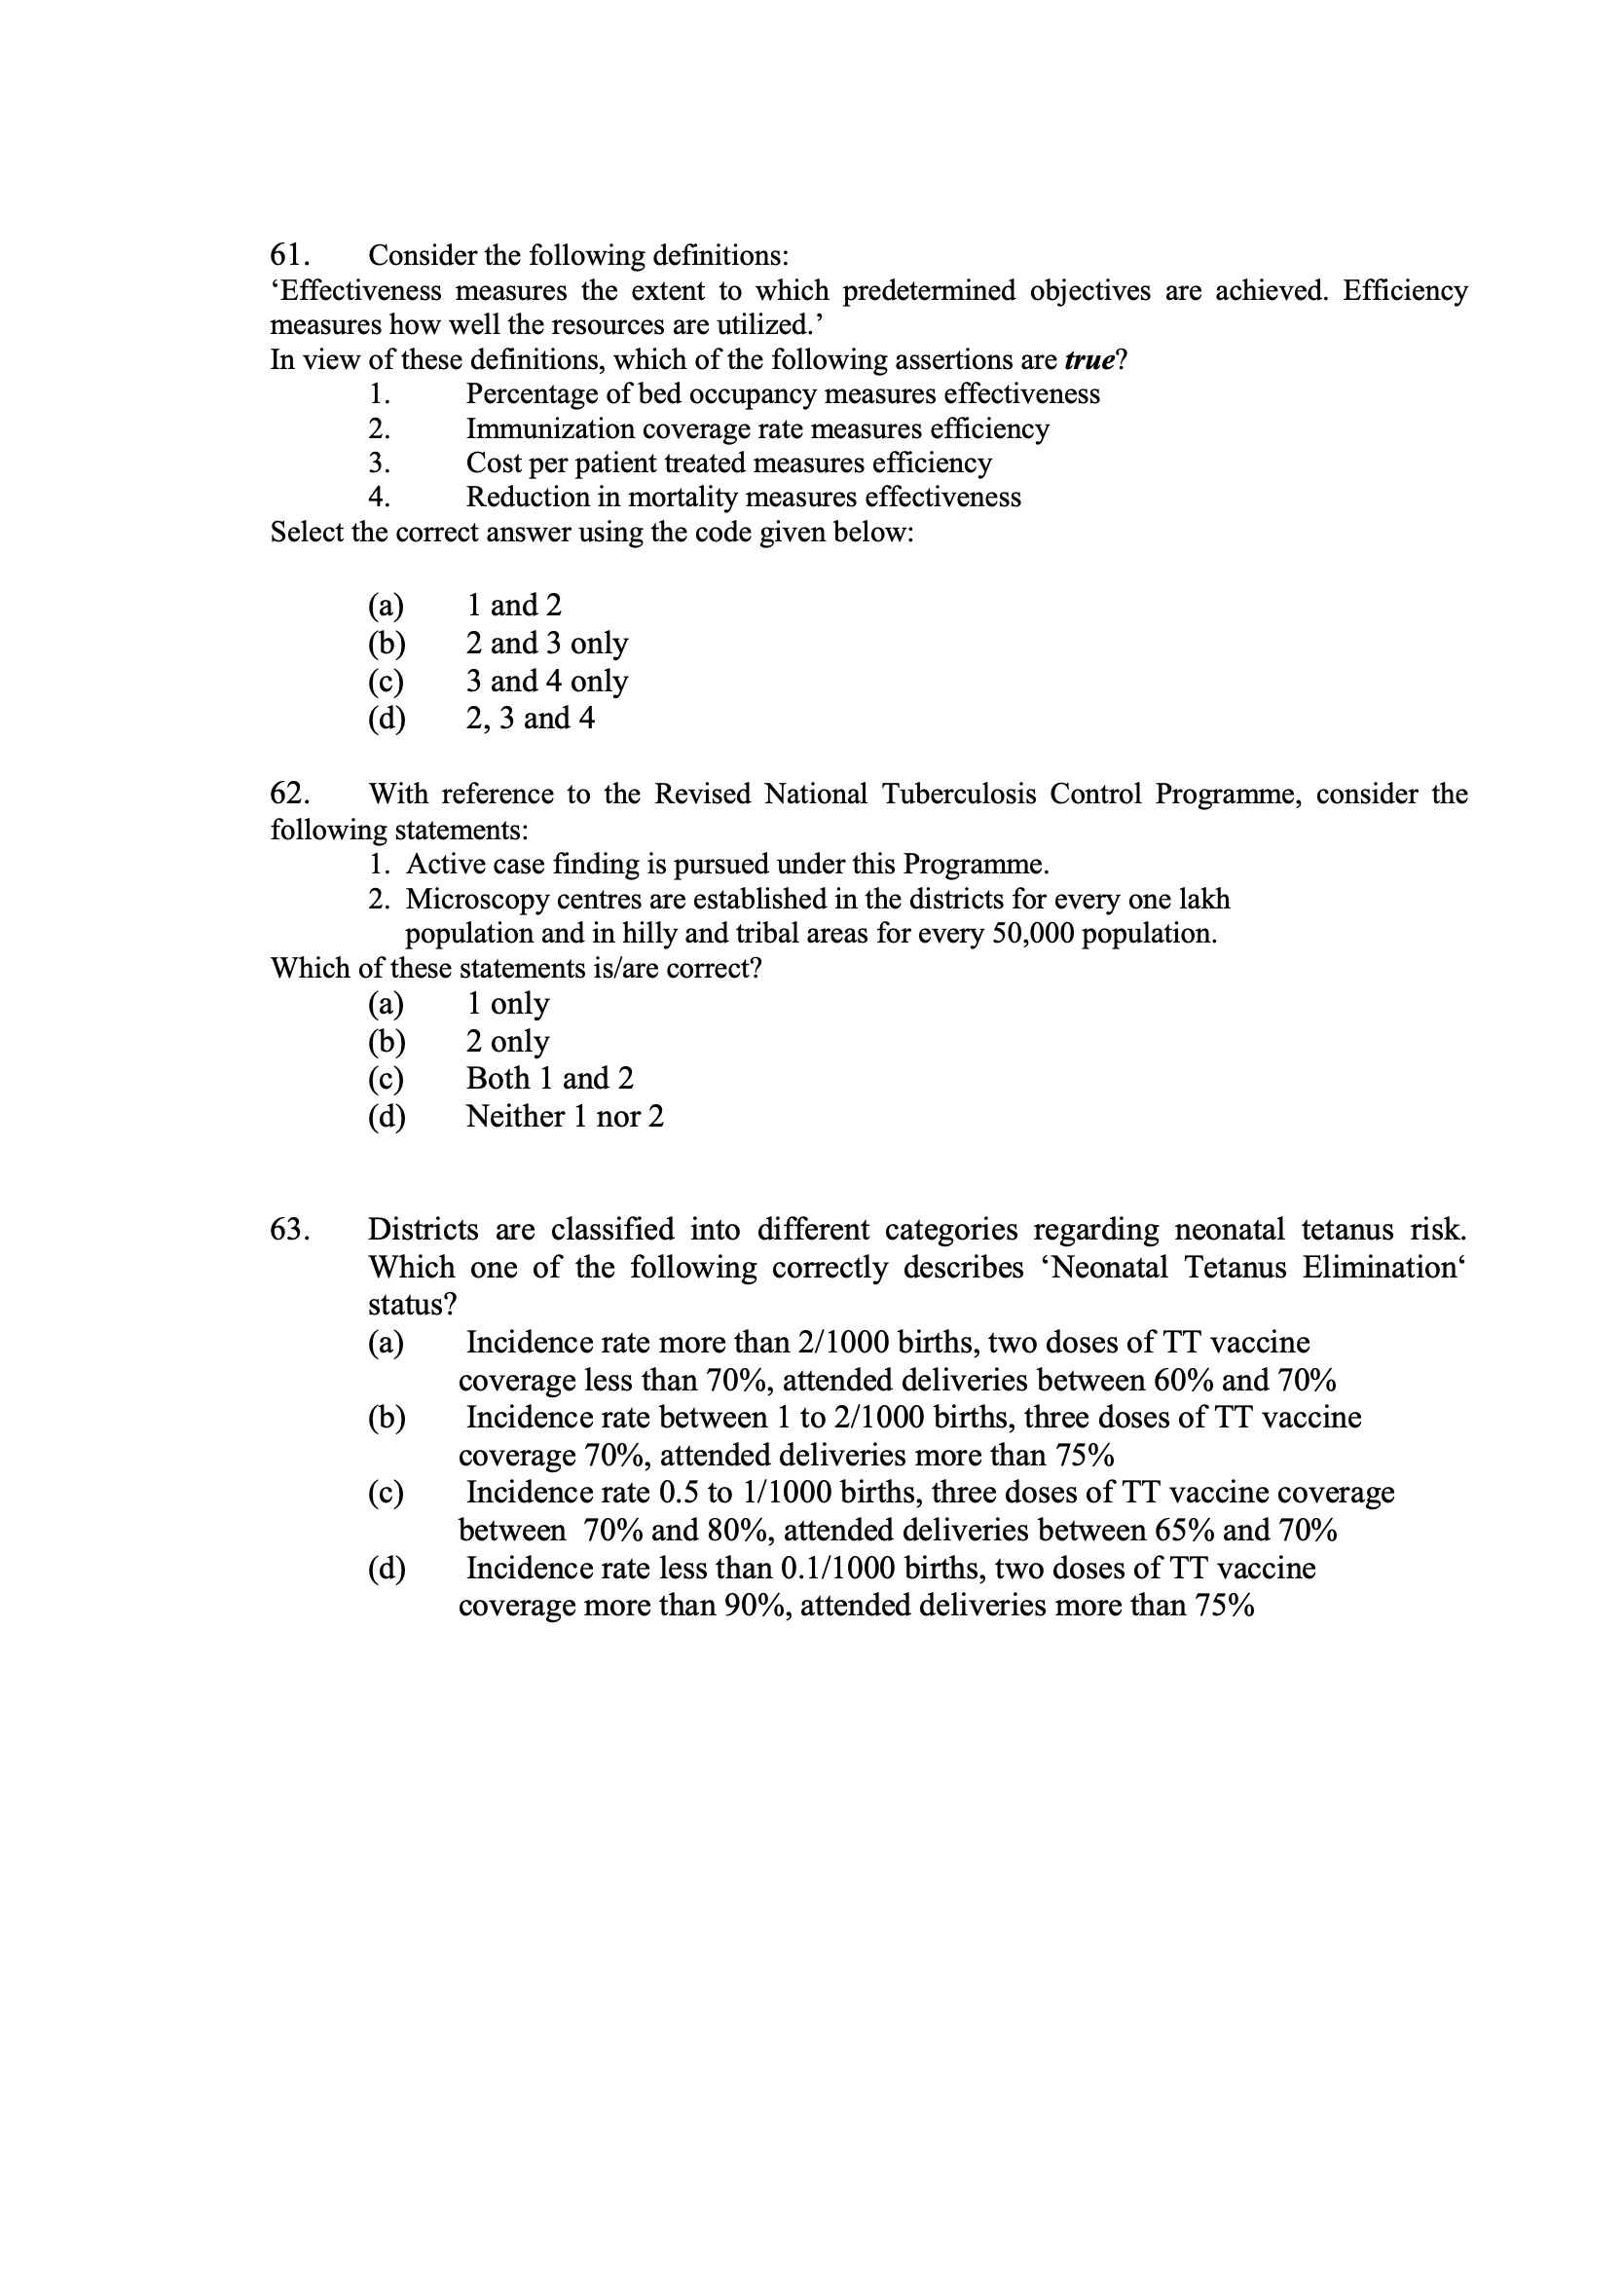 61. Consider the following definitions:
‘Effectiveness measures the extent to which predetermined objectives are achieved. Efficiency
measures how well the resources are utilized.’
In view of these definitions, which of the following assertions are true?
1. Percentage of bed occupancy measures effectiveness
2. Immunization coverage rate measures efficiency
3. Cost per patient treated measures efficiency
4. Reduction in mortality measures effectiveness
Select the correct answer using the code given below:
(a) 1 and 2
(b) 2 and 3 only
(c) 3 and 4 only
(d) 2, 3 and 4
62. With reference to the Revised National Tuberculosis Control Programme, consider the
following statements:
1. Active case finding is pursued under this Programme.
2. Microscopy centres are established in the districts for every one lakh
population and in hilly and tribal areas for every 50,000 population.
Which of these statements is/are correct?
(a) 1 only
(b) 2 only
(c) Both 1 and 2
(d) Neither 1 nor 2
63. Districts are classified into different categories regarding neonatal tetanus risk.
Which one of the following correctly describes ‘Neonatal Tetanus Elimination‘
status?
(a) Incidence rate more than 2/1000 births, two doses of TT vaccine
coverage less than 70%, attended deliveries between 60% and 70%
(b) Incidence rate between 1 to 2/1000 births, three doses of TT vaccine
coverage 70%, attended deliveries more than 75%
(c) Incidence rate 0.5 to 1/1000 births, three doses of TT vaccine coverage
between 70% and 80%, attended deliveries between 65% and 70%
(d) Incidence rate less than 0.1/1000 births, two doses of TT vaccine
coverage more than 90%, attended deliveries more than 75%